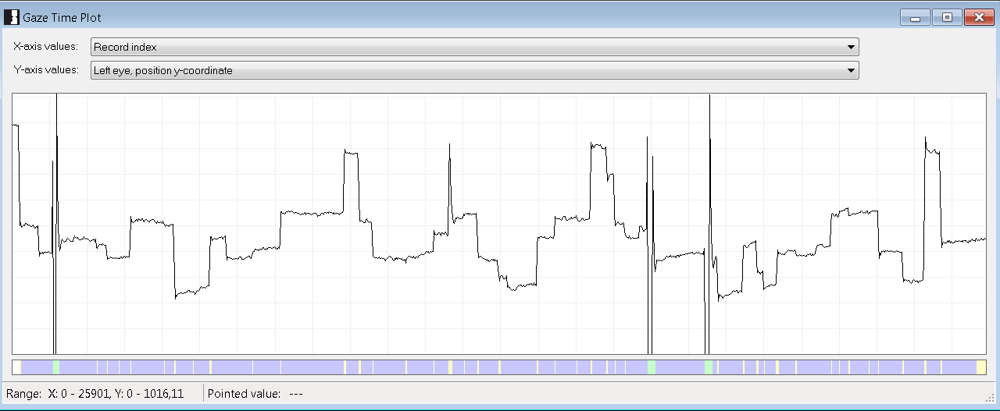 Gaze Time Plot
X-axis values: Record index
Y-axis values: Left eye, position y-coordinate
Range: X: 0 - 25901, Y: 0 - 1016,11 Pointed value: ---